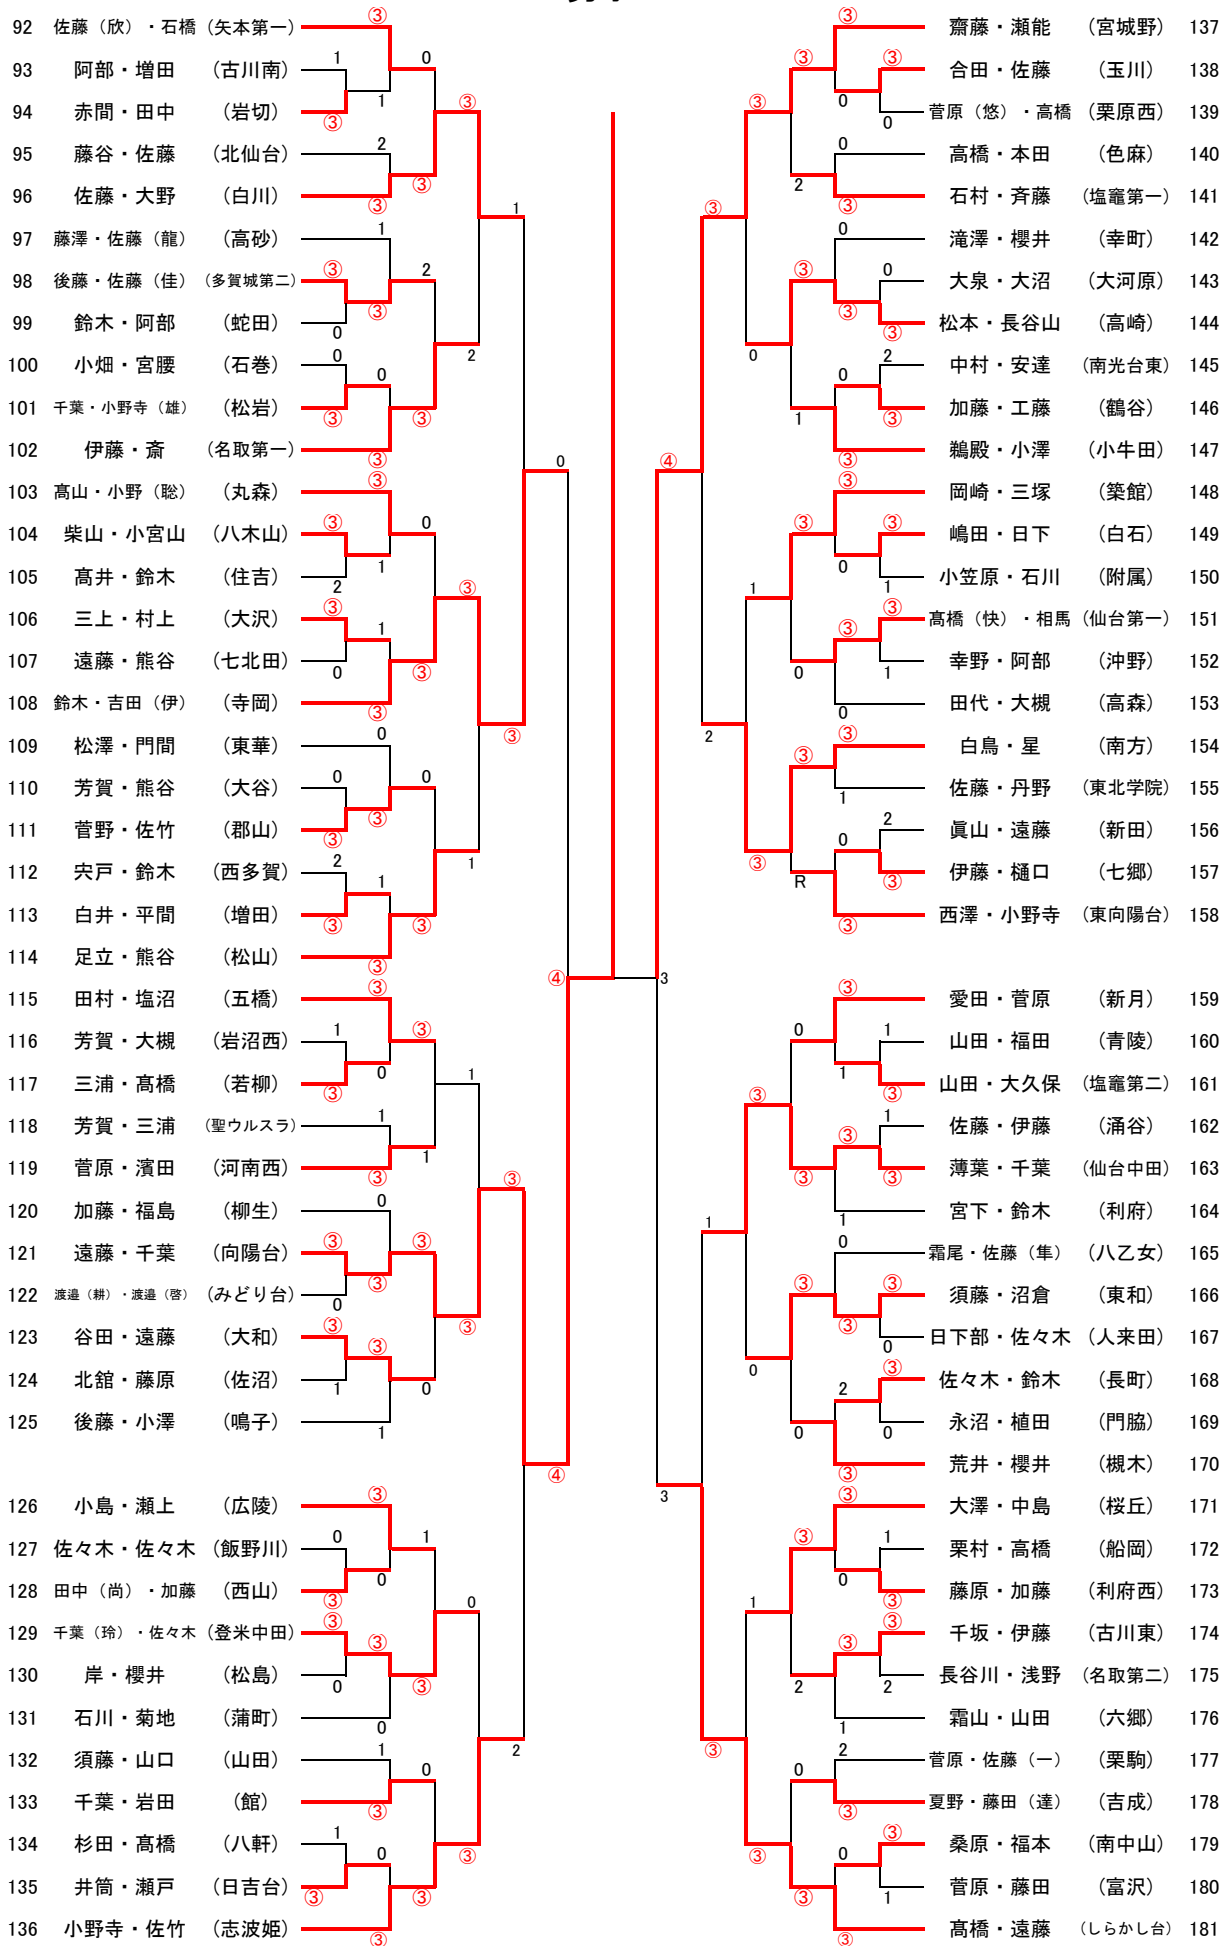 92 佐藤（欣）・石橋（矢本第一）
93 阿部・増田（古川南）
94 赤間・田中（岩切）
95 藤谷・佐藤（北仙台）
96 佐藤・大野（白川）
97 藤澤・佐藤（龍）（高砂）
98 後藤・佐藤（佳）（多賀城第二）
99 鈴木・阿部（蛇田）
100 小畑・宮腰（石巻）
101 千葉・小野寺（雄）（松岩）
102 伊藤・斎（名取第一）
103 髙山・小野（聡）（丸森）
104 柴山・小宮山（八木山）
105 髙井・鈴木（住吉）
106 三上・村上（大沢）
107 遠藤・熊谷（七北田）
108 鈴木・吉田（伊）（寺岡）
109 松澤・門間（東華）
110 芳賀・熊谷（大谷）
111 菅野・佐竹（郡山）
112 宍戸・鈴木（西多賀）
113 白井・平間（増田）
114 足立・熊谷（松山）
115 田村・塩沼（五橋）
116 芳賀・大槻（岩沼西）
117 三浦・髙橋（若柳）
118 芳賀・三浦（聖ウルスラ）
119 菅原・濱田（河南西）
120 加藤・福島（柳生）
121 遠藤・千葉（向陽台）
122 渡邉（耕）・渡邉（啓）（みどり台）
123 谷田・遠藤（大和）
124 北舘・藤原（佐沼）
125 後藤・小澤（鳴子）
126 小島・瀬上（広陵）
127 佐々木・佐々木（飯野川）
128 田中（尚）・加藤（西山）
129 千葉（玲）・佐々木（登米中田）
130 岸・櫻井（松島）
131 石川・菊地（蒲町）
132 須藤・山口（山田）
133 千葉・岩田（館）
134 杉田・髙橋（八軒）
135 井筒・瀬戸（日吉台）
136 小野寺・佐竹（志波姫）
齋藤・瀬能（宮城野）137
合田・佐藤（玉川）138
菅原（悠）・高橋（栗原西）139
高橋・本田（色麻）140
石村・斉藤（塩竈第一）141
滝澤・櫻井（幸町）142
大泉・大沼（大河原）143
松本・長谷山（高崎）144
中村・安達（南光台東）145
加藤・工藤（鶴谷）146
鵜殿・小澤（小牛田）147
岡崎・三塚（築館）148
嶋田・日下（白石）149
小笠原・石川（附属）150
髙橋（快）・相馬（仙台第一）151
幸野・阿部（沖野）152
田代・大槻（高森）153
白鳥・星（南方）154
佐藤・丹野（東北学院）155
眞山・遠藤（新田）156
伊藤・樋口（七郷）157
西澤・小野寺（東向陽台）158
愛田・菅原（新月）159
山田・福田（青陵）160
山田・大久保（塩竈第二）161
佐藤・伊藤（涌谷）162
薄葉・千葉（仙台中田）163
宮下・鈴木（利府）164
霜尾・佐藤（隼）（八乙女）165
須藤・沼倉（東和）166
日下部・佐々木（人来田）167
佐々木・鈴木（長町）168
永沼・植田（門脇）169
荒井・櫻井（槻木）170
大澤・中島（桜丘）171
栗村・高橋（船岡）172
藤原・加藤（利府西）173
千坂・伊藤（古川東）174
長谷川・浅野（名取第二）175
霜山・山田（六郷）176
菅原・佐藤（一）（栗駒）177
夏野・藤田（達）（吉成）178
桑原・福本（南中山）179
菅原・藤田（富沢）180
髙橋・遠藤（しらかし台）181